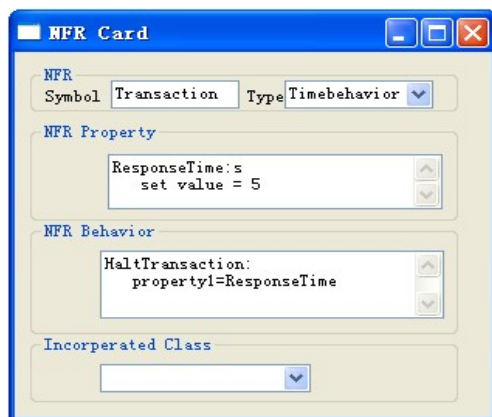 NFR Card
NFR
Symbol Transaction Type Timebehavior
NFR Property
ResponseTime:s
set value = 5
NFR Behavior
HaltTransaction:
property1=ResponseTime
Incorperated Class